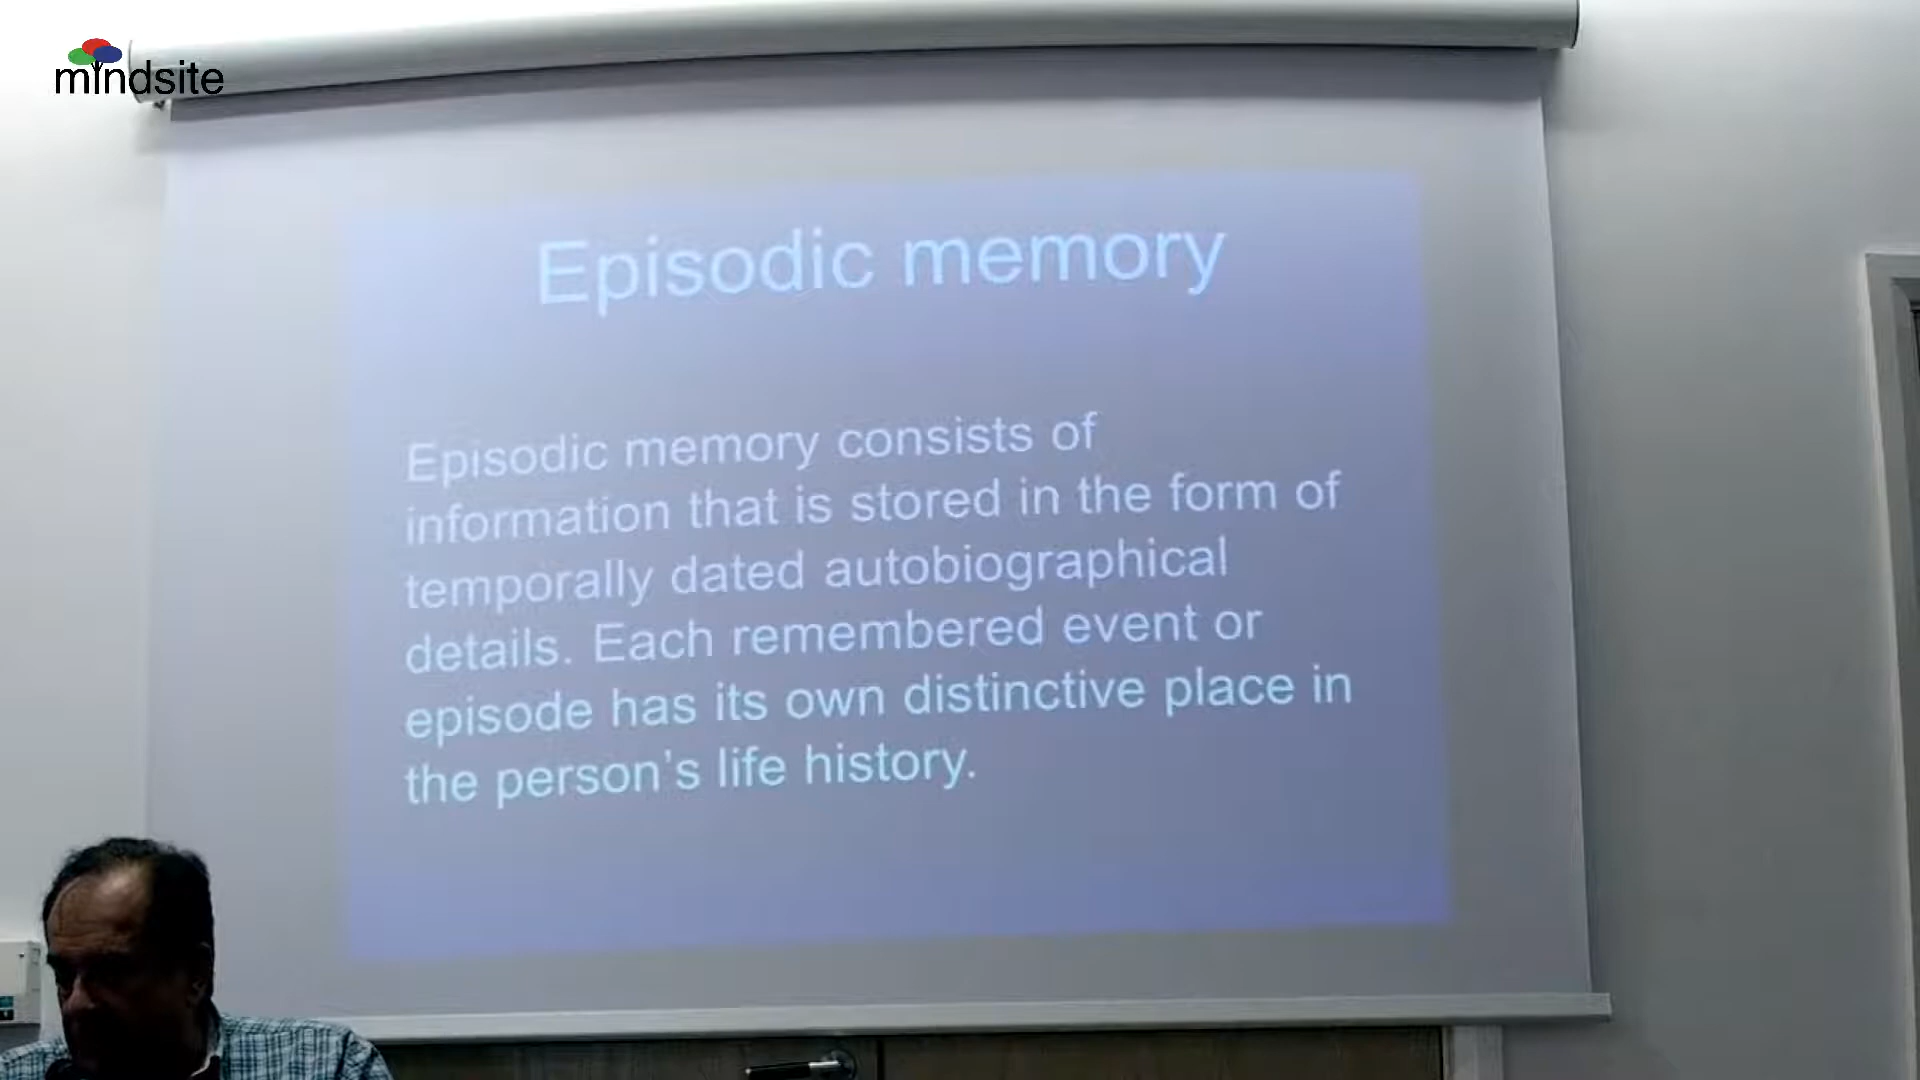 mindsite
Episodic memory
Episodic memory consists of
information that is stored in the form of
temporally dated autobiographical
details. Each remembered event or
episode has its own distinctive place in
the person's life history.